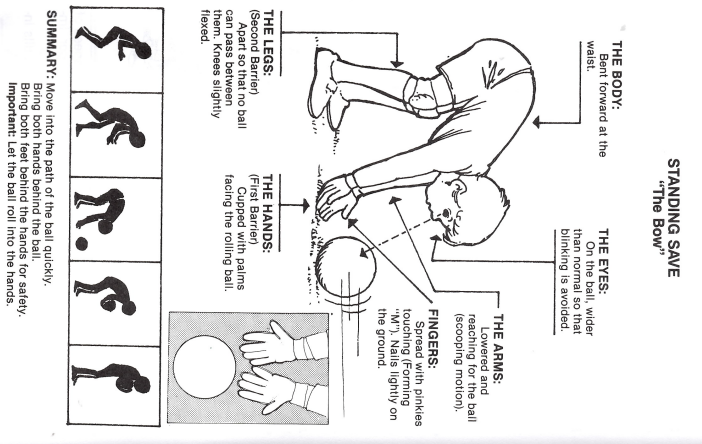 STANDING SAVE
"The Bow"
THE BODY:
Bent forward at the
waist.
THE EYES:
On the ball, wider
than normal so that
blinking is avoided.
THE LEGS:
(Second Barrier)
Apart so that no ball
can pass between
them. Knees slightly
flexed.
THE HANDS:
(First Barrier)
Cupped with palms
facing the rolling ball.
THE ARMS:
Lowered and
reaching for the ball
(scooping motion).
FINGERS:
Spread with pinkies
touching (Forming
"M"). Nails lightly on
the ground.
SUMMARY: Move into the path of the ball quickly.
Bring both hands behind the ball.
Bring both feet behind the hands for safety.
Important: Let the ball roll into the hands.